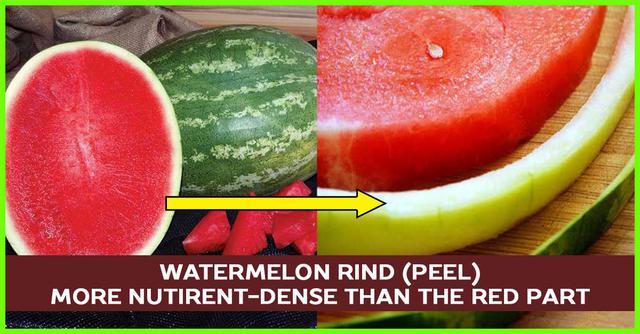 WATERMELON RIND (PEEL)
MORE NUTIRENT-DENSE THAN THE RED PART